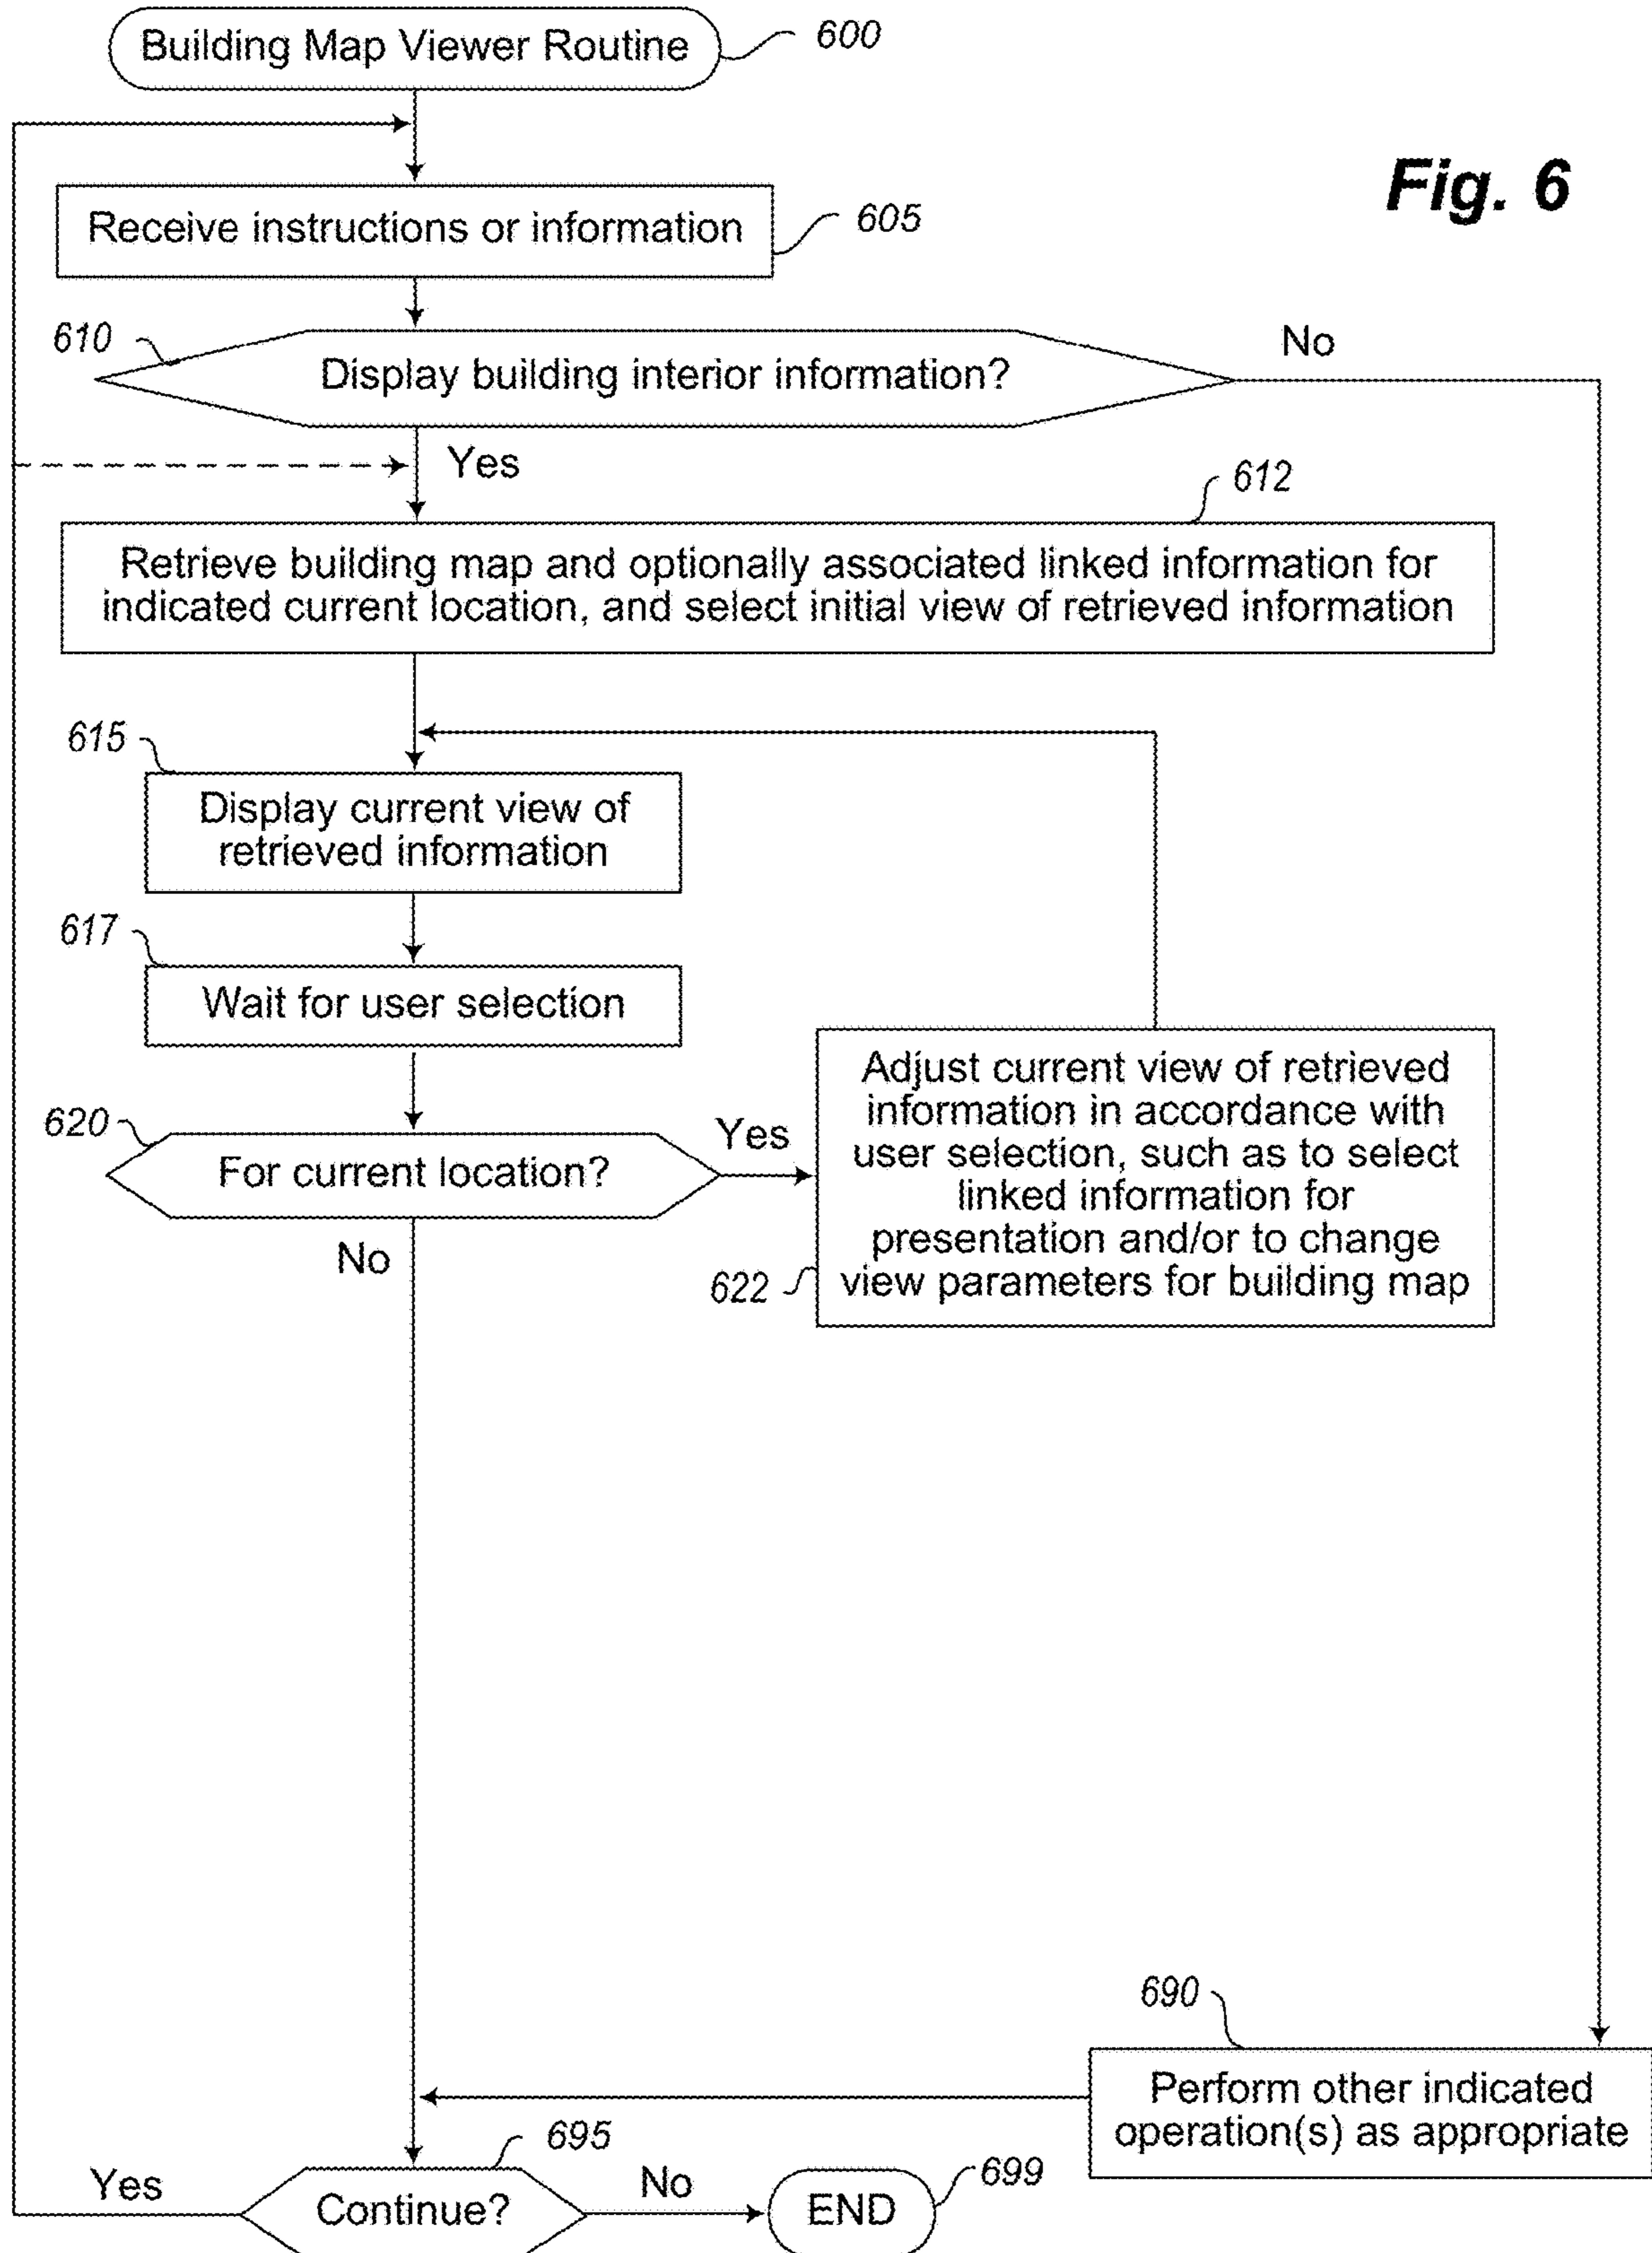 Building Map Viewer Routine
600
Fig. 6
Receive instructions or information
605
610
Display building interior information?
No
Yes
612
Retrieve building map and optionally associated linked information for
indicated current location, and select initial view of retrieved information
615
Display current view of
retrieved information
617
Wait for user selection
620
For current location?
Yes
No
Adjust current view of retrieved
information in accordance with
user selection, such as to select
linked information for
presentation and/or to change
view parameters for building map
622
690
Perform other indicated
operation(s) as appropriate
695
Yes
Continue?
No
END
699